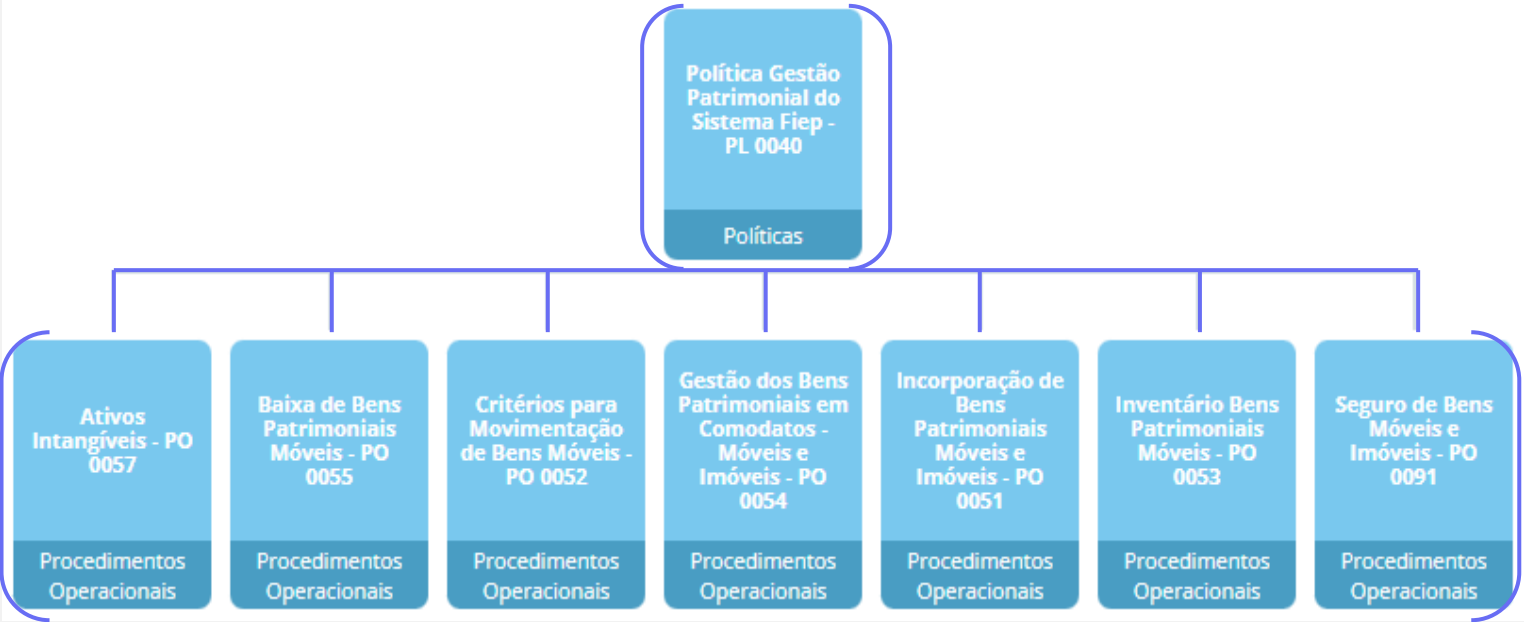 Política Gestão
Patrimonial do
Sistema Fiep -
PL 0040
Políticas
Ativos
Intangíveis - PO
0057
Procedimentos
Operacionais
Baixa de Bens
Patrimoniais
Móveis - PO
0055
Procedimentos
Operacionais
Critérios para
Movimentação
de Bens Móveis -
PO 0052
Procedimentos
Operacionais
Gestão dos Bens
Patrimoniais em
Comodatos -
Móveis e
Imóveis - PO
0054
Procedimentos
Operacionais
Incorporação de
Bens
Patrimoniais
Móveis e
Imóveis - PO
0051
Procedimentos
Operacionais
Inventário Bens
Patrimoniais
Móveis - PO
0053
Procedimentos
Operacionais
Seguro de Bens
Móveis e
Imóveis - PO
0091
Procedimentos
Operacionais